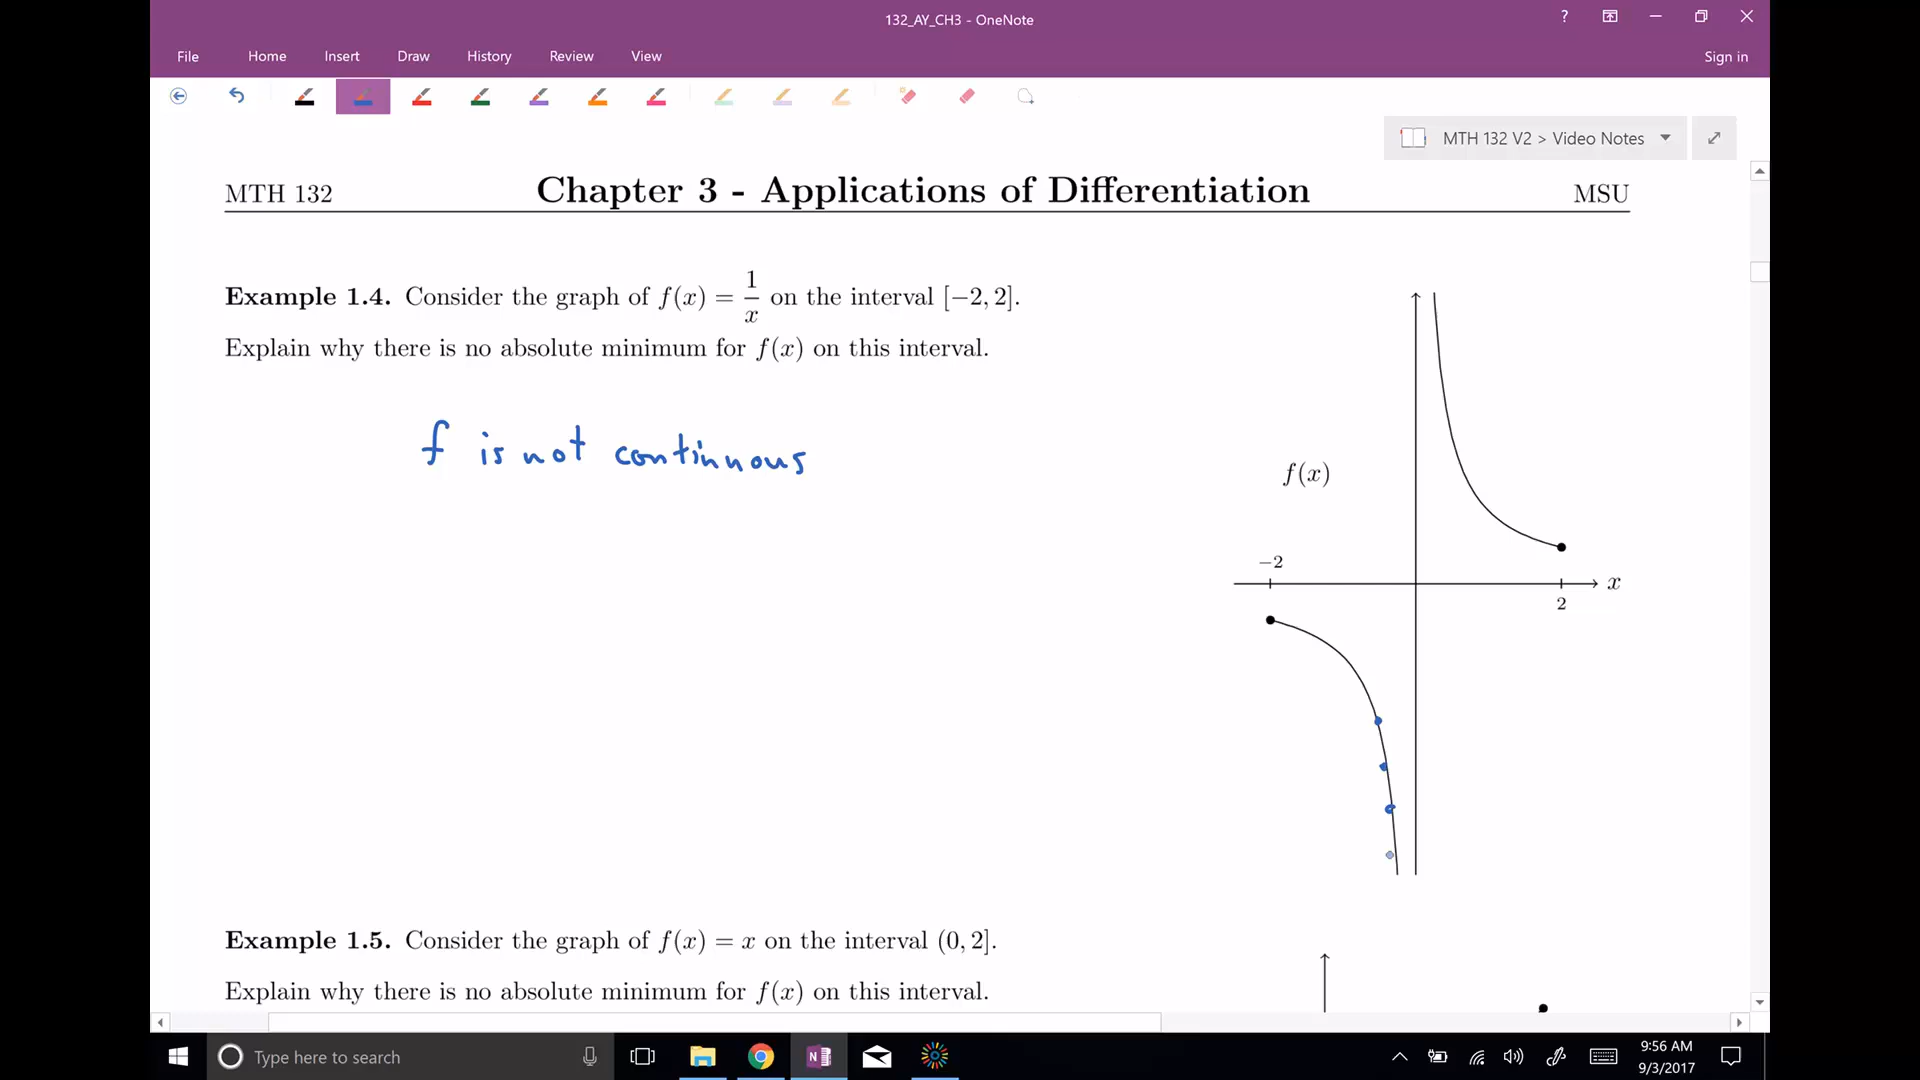 132_AY_CH3 - OneNote
?
File Home Insert Draw History Review View Sign in
MTH 132 V2 > Video Notes
MTH 132 Chapter 3 - Applications of Differentiation MSU
Example 1.4. Consider the graph of f(x) = 1/x on the interval [−2, 2].
Explain why there is no absolute minimum for f(x) on this interval.
f is not continuous
f(x)
−2
x
2
Example 1.5. Consider the graph of f(x) = x on the interval (0, 2].
Explain why there is no absolute minimum for f(x) on this interval.
Type here to search
N
9:56 AM
9/3/2017